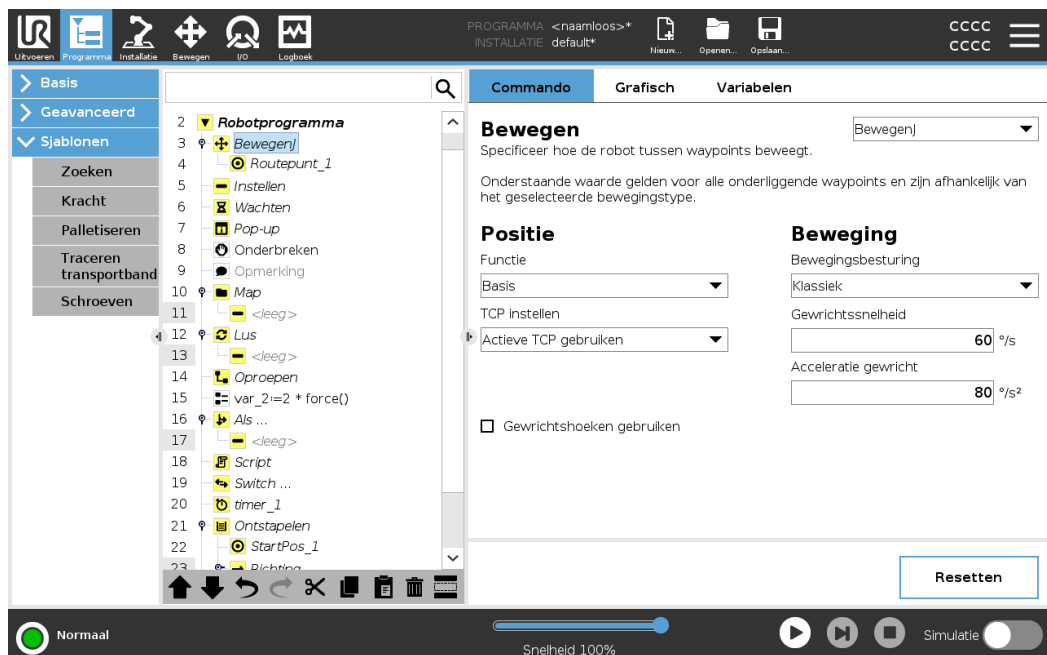 Uitvoeren
Programma
Installatie
Bewegen
I/O
Logboek
PROGRAMMA <naamloos>*
INSTALLATIE default*
Nieuw...
Openen...
Opslaan...
CCCC
CCCC
Basis
Geavanceerd
Sjablonen
Zoeken
Kracht
Palletiseren
Traceren
transportband
Schroeven
2 Robotprogramma
3 BewegenJ
4 Routepunt_1
5 Instellen
6 Wachten
7 Pop-up
8 Onderbreken
9 Opmerking
10 Map
11 <leeg>
12 Lus
13 <leeg>
14 Oproepen
15 var_2:=2 * force()
16 Als ...
17 <leeg>
18 Script
19 Switch ...
20 timer_1
21 Ontstapelen
22 StartPos_1
23 Richting
Commando
Grafisch
Variabelen
Bewegen
BewegenJ
Specificeer hoe de robot tussen waypoints beweegt.
Onderstaande waarde gelden voor alle onderliggende waypoints en zijn afhankelijk van
het geselecteerde bewegingstype.
Positie
Functie
Basis
TCP instellen
Actieve TCP gebruiken
Gewrichtshoeken gebruiken
Beweging
Bewegingsbesturing
Klassiek
Gewrichtssnelheid
60 °/s
Acceleratie gewricht
80 °/s²
Resetten
Normaal
Snelheid 100%
Simulatie